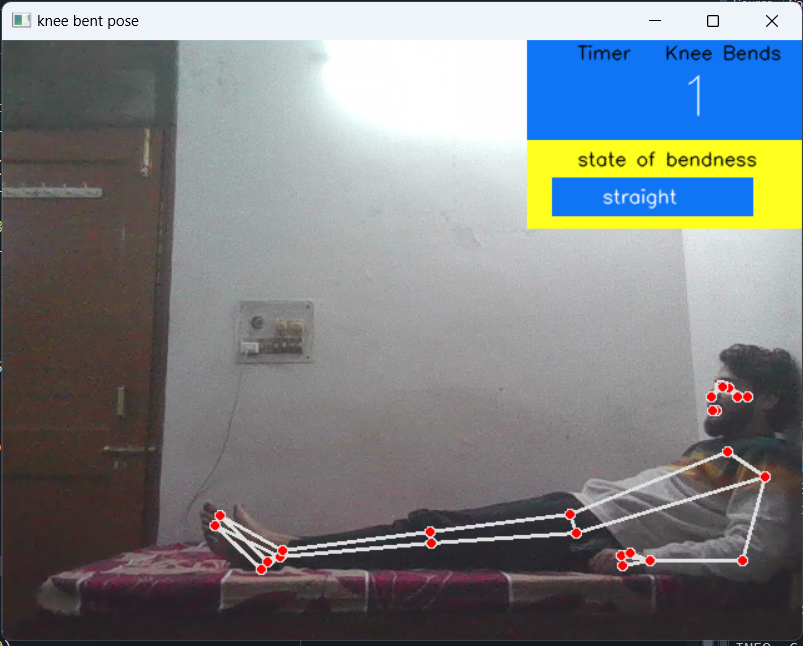 knee bent pose
Timer Knee Bends
1
state of bendness
straight